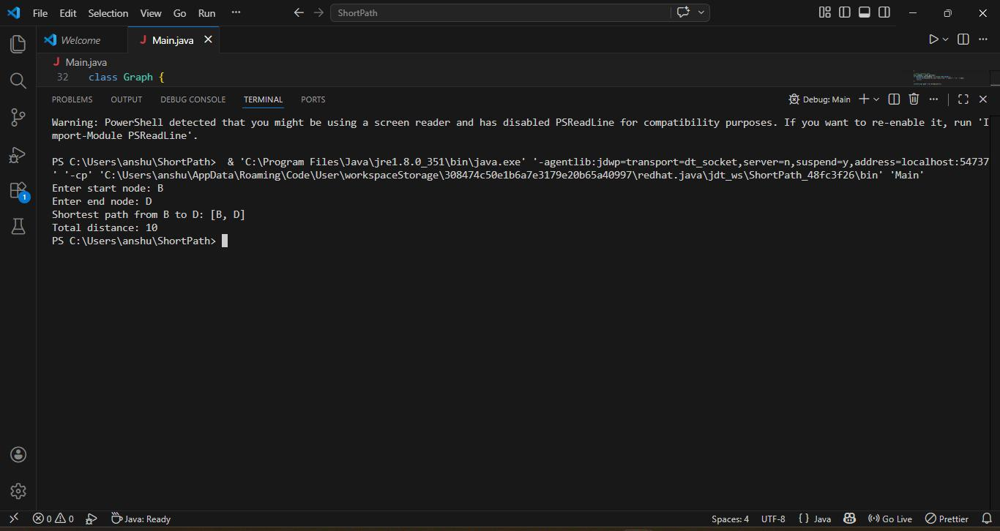 File Edit Selection View Go Run ···
ShortPath
Welcome
J Main.java
J Main.java
32 class Graph {
PROBLEMS OUTPUT DEBUG CONSOLE TERMINAL PORTS
Debug: Main
Warning: PowerShell detected that you might be using a screen reader and has disabled PSReadLine for compatibility purposes. If you want to re-enable it, run 'I
mport-Module PSReadLine'.
PS C:\Users\anshu\ShortPath>  & 'C:\Program Files\Java\jre1.8.0_351\bin\java.exe' '-agentlib:jdwp=transport=dt_socket,server=n,suspend=y,address=localhost:54737
' '-cp' 'C:\Users\anshu\AppData\Roaming\Code\User\workspaceStorage\308474c50e1b6a7e3179e20b65a40997\redhat.java\jdt_ws\ShortPath_48fc3f26\bin' 'Main'
Enter start node: B
Enter end node: D
Shortest path from B to D: [B, D]
Total distance: 10
PS C:\Users\anshu\ShortPath>
1
0 0 Java: Ready
Spaces: 4 UTF-8 {} Java Go Live Prettier